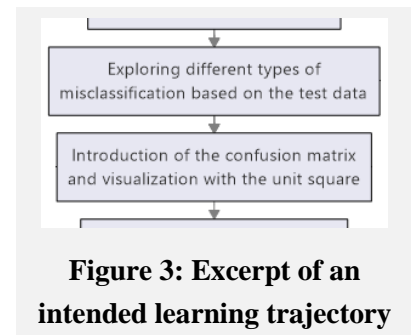 Exploring different types of
misclassification based on the test data
Introduction of the confusion matrix
and visualization with the unit square
Figure 3: Excerpt of an
intended learning trajectory